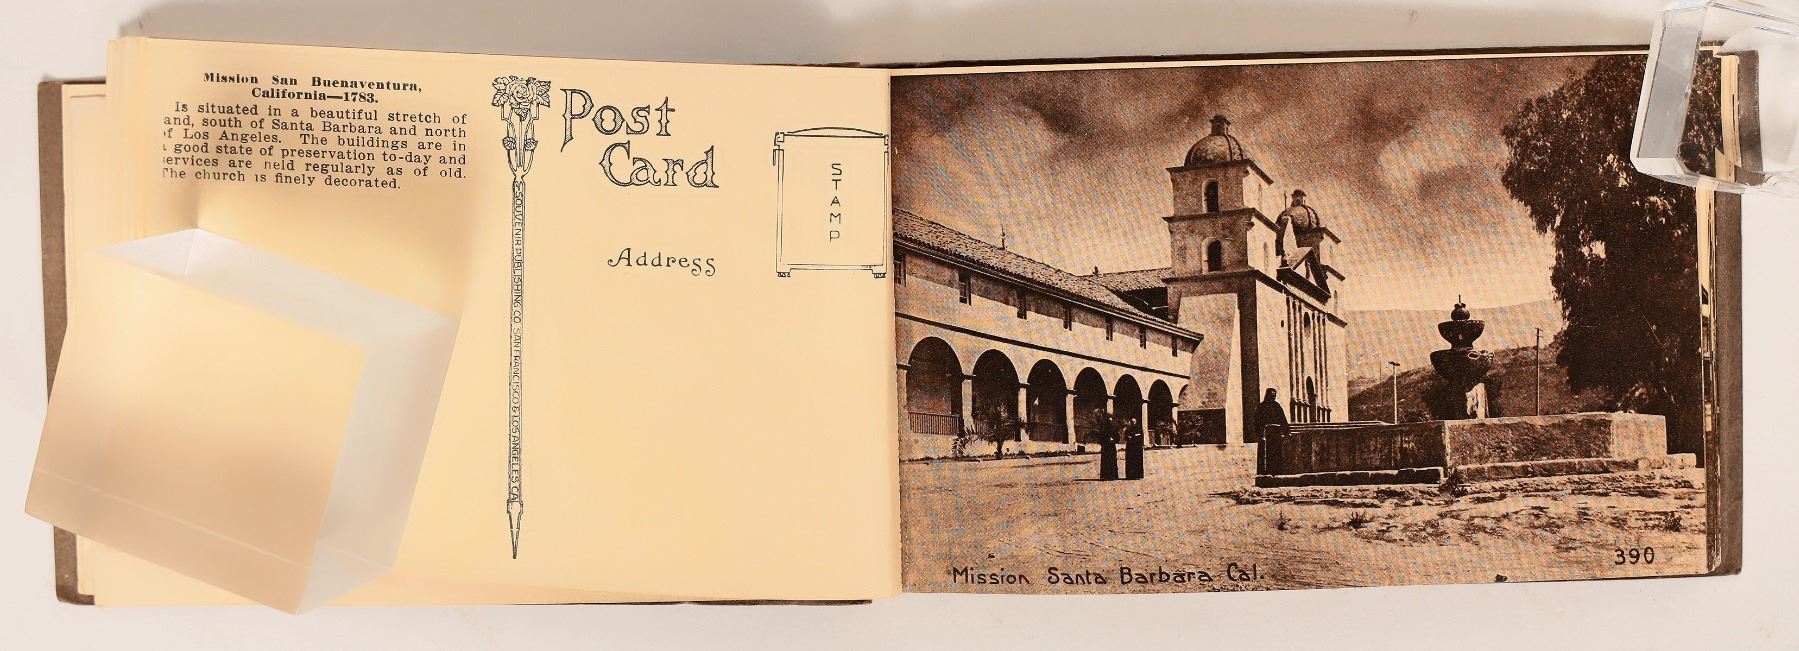 Mission San Buenaventura,
California—1783.
Is situated in a beautiful stretch of
and, south of Santa Barbara and north
of Los Angeles. The buildings are in
a good state of preservation to-day and
services are held regularly as of old.
The church is finely decorated.
SOUVENIR PUBLISHING CO. SAN FRANCISCO & LOS ANGELES CAL
Post
Card
STAMP
Address
Mission Santa Barbara Cal.
390